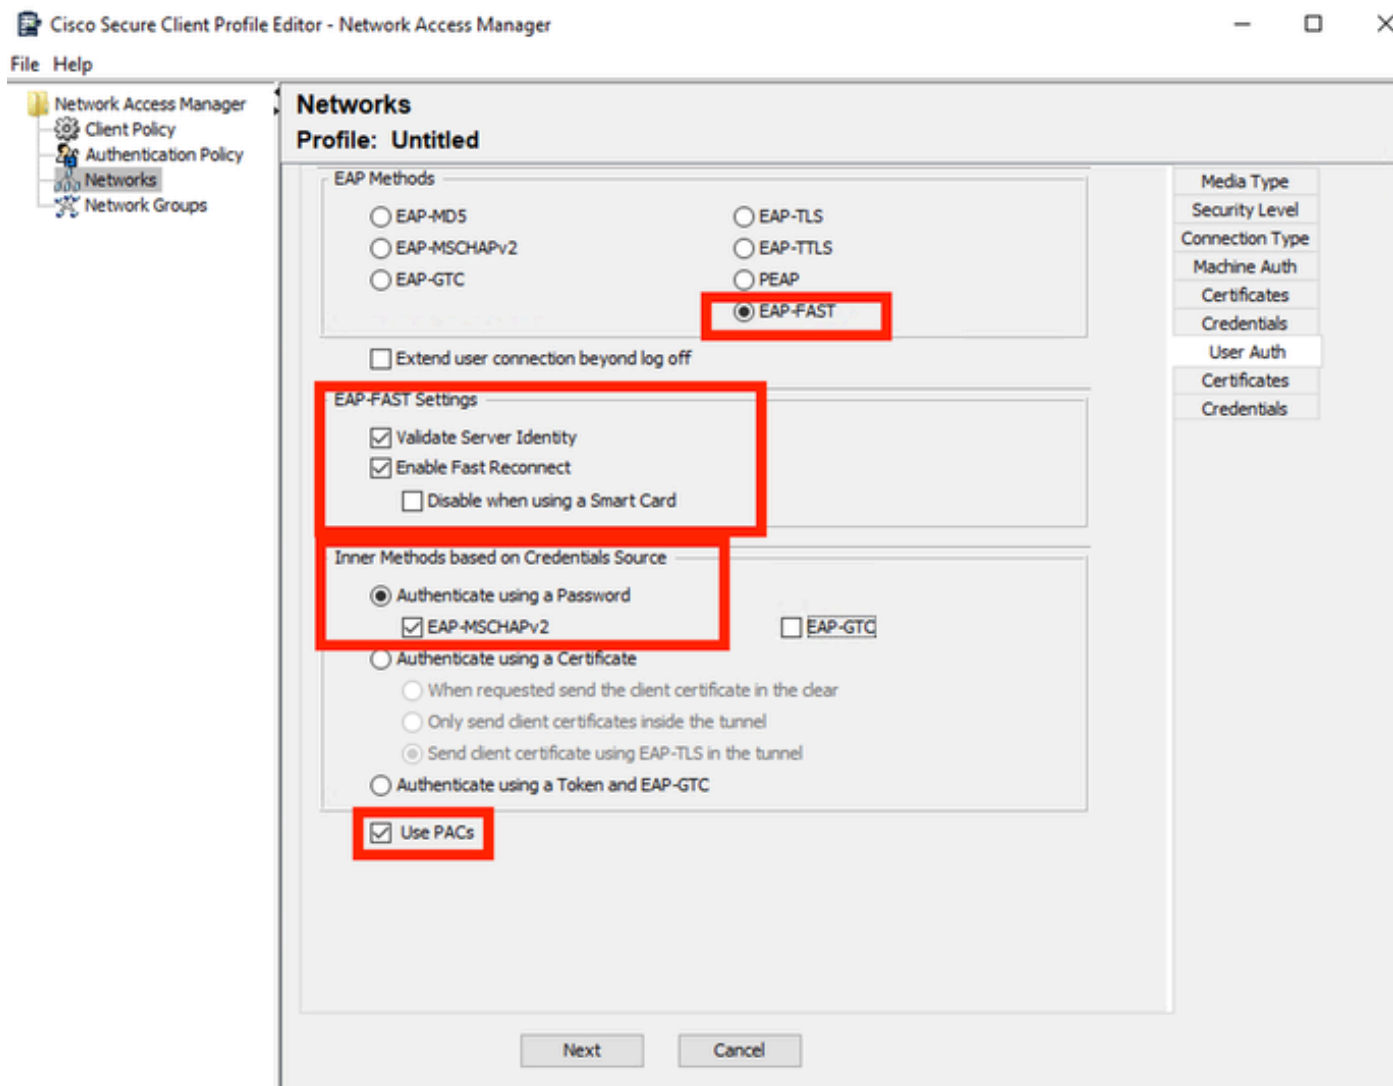 Cisco Secure Client Profile Editor - Network Access Manager
File Help
Network Access Manager
Client Policy
Authentication Policy
Networks
Network Groups
Networks
Profile: Untitled
EAP Methods
EAP-MD5
EAP-TLS
EAP-MSCHAPv2
EAP-TTLS
EAP-GTC
PEAP
EAP-FAST
Extend user connection beyond log off
EAP-FAST Settings
Validate Server Identity
Enable Fast Reconnect
Disable when using a Smart Card
Inner Methods based on Credentials Source
Authenticate using a Password
EAP-MSCHAPv2
EAP-GTC
Authenticate using a Certificate
When requested send the client certificate in the clear
Only send client certificates inside the tunnel
Send client certificate using EAP-TLS in the tunnel
Authenticate using a Token and EAP-GTC
Use PACs
Media Type
Security Level
Connection Type
Machine Auth
Certificates
Credentials
User Auth
Certificates
Credentials
Next
Cancel